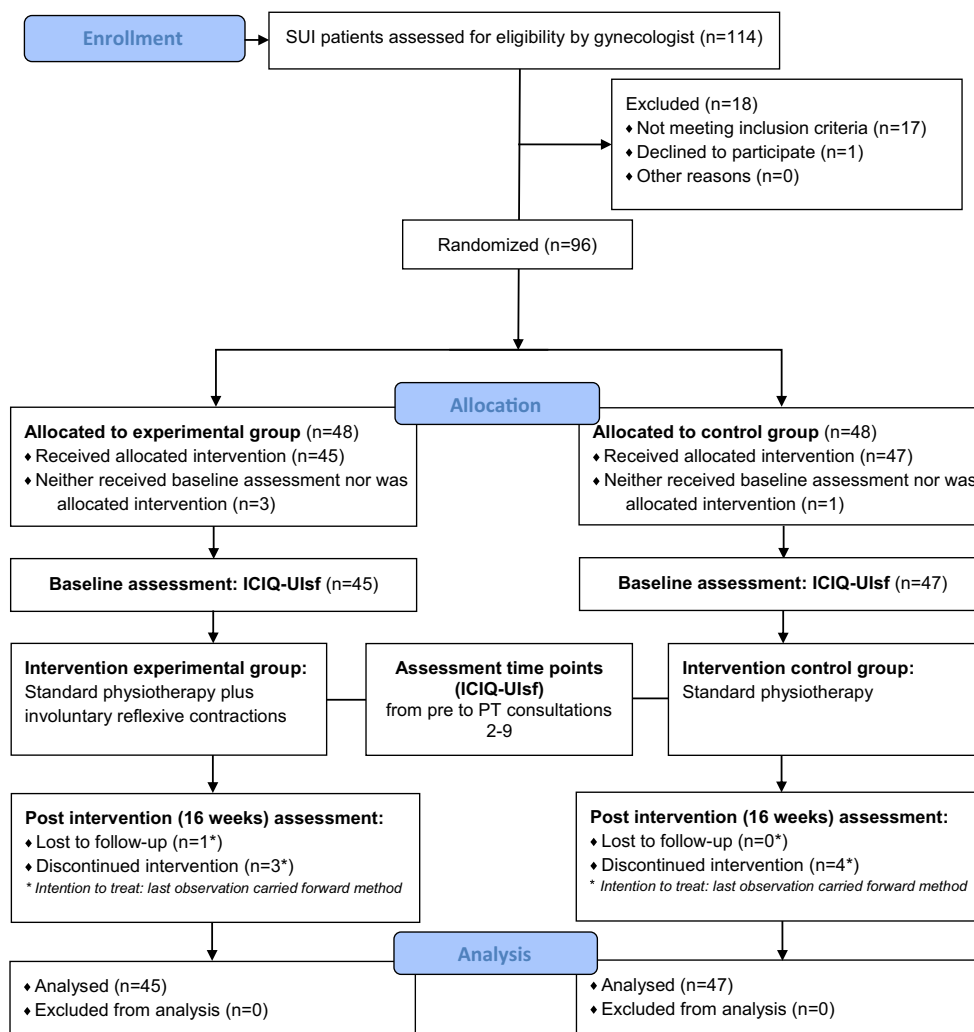 Enrollment
SUI patients assessed for eligibility by gynecologist (n=114)
Excluded (n=18)
♦ Not meeting inclusion criteria (n=17)
♦ Declined to participate (n=1)
♦ Other reasons (n=0)
Randomized (n=96)
Allocation
Allocated to experimental group (n=48)
♦ Received allocated intervention (n=45)
♦ Neither received baseline assessment nor was
allocated intervention (n=3)
Allocated to control group (n=48)
♦ Received allocated intervention (n=47)
♦ Neither received baseline assessment nor was
allocated intervention (n=1)
Baseline assessment: ICIQ-UIsf (n=45)
Baseline assessment: ICIQ-UIsf (n=47)
Intervention experimental group:
Standard physiotherapy plus
involuntary reflexive contractions
Assessment time points
(ICIQ-UIsf)
from pre to PT consultations
2-9
Intervention control group:
Standard physiotherapy
Post intervention (16 weeks) assessment:
♦ Lost to follow-up (n=1*)
♦ Discontinued intervention (n=3*)
* Intention to treat: last observation carried forward method
Post intervention (16 weeks) assessment:
♦ Lost to follow-up (n=0*)
♦ Discontinued intervention (n=4*)
* Intention to treat: last observation carried forward method
Analysis
♦ Analysed (n=45)
♦ Excluded from analysis (n=0)
♦ Analysed (n=47)
♦ Excluded from analysis (n=0)